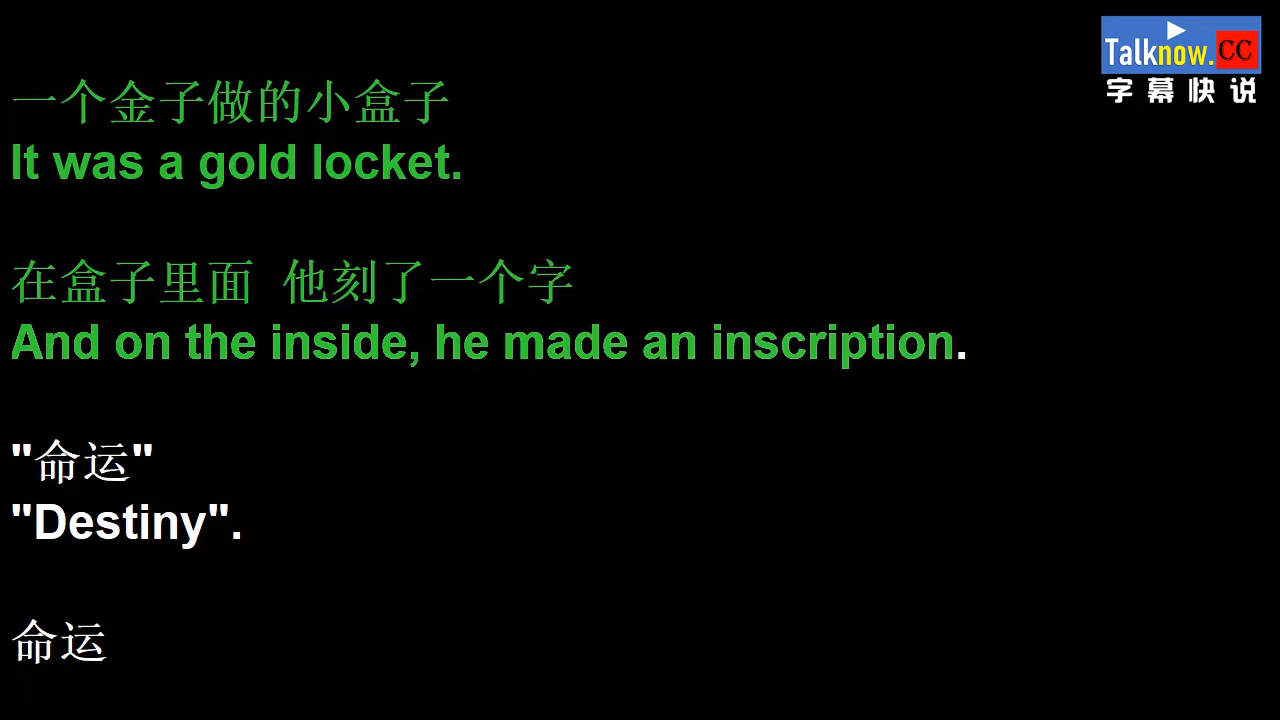 Talknow.CC
字幕快说
一个金子做的小盒子
It was a gold locket.
在盒子里面 他刻了一个字
And on the inside, he made an inscription.
"命运"
"Destiny".
命运